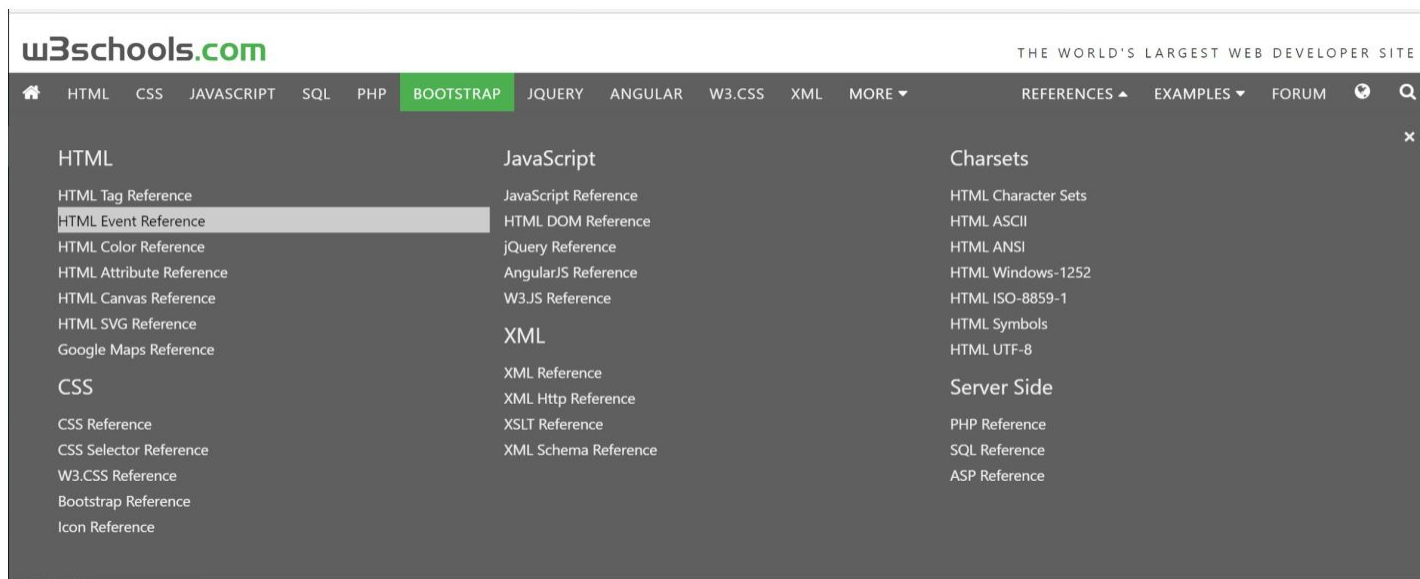 w3schools.com
THE WORLD'S LARGEST WEB DEVELOPER SITE
HTML CSS JAVASCRIPT SQL PHP BOOTSTRAP JQUERY ANGULAR W3.CSS XML MORE REFERENCES EXAMPLES FORUM
HTML
HTML Tag Reference
HTML Event Reference
HTML Color Reference
HTML Attribute Reference
HTML Canvas Reference
HTML SVG Reference
Google Maps Reference
CSS
CSS Reference
CSS Selector Reference
W3.CSS Reference
Bootstrap Reference
Icon Reference
JavaScript
JavaScript Reference
HTML DOM Reference
jQuery Reference
AngularJS Reference
W3.JS Reference
XML
XML Reference
XML Http Reference
XSLT Reference
XML Schema Reference
Charsets
HTML Character Sets
HTML ASCII
HTML ANSI
HTML Windows-1252
HTML ISO-8859-1
HTML Symbols
HTML UTF-8
Server Side
PHP Reference
SQL Reference
ASP Reference